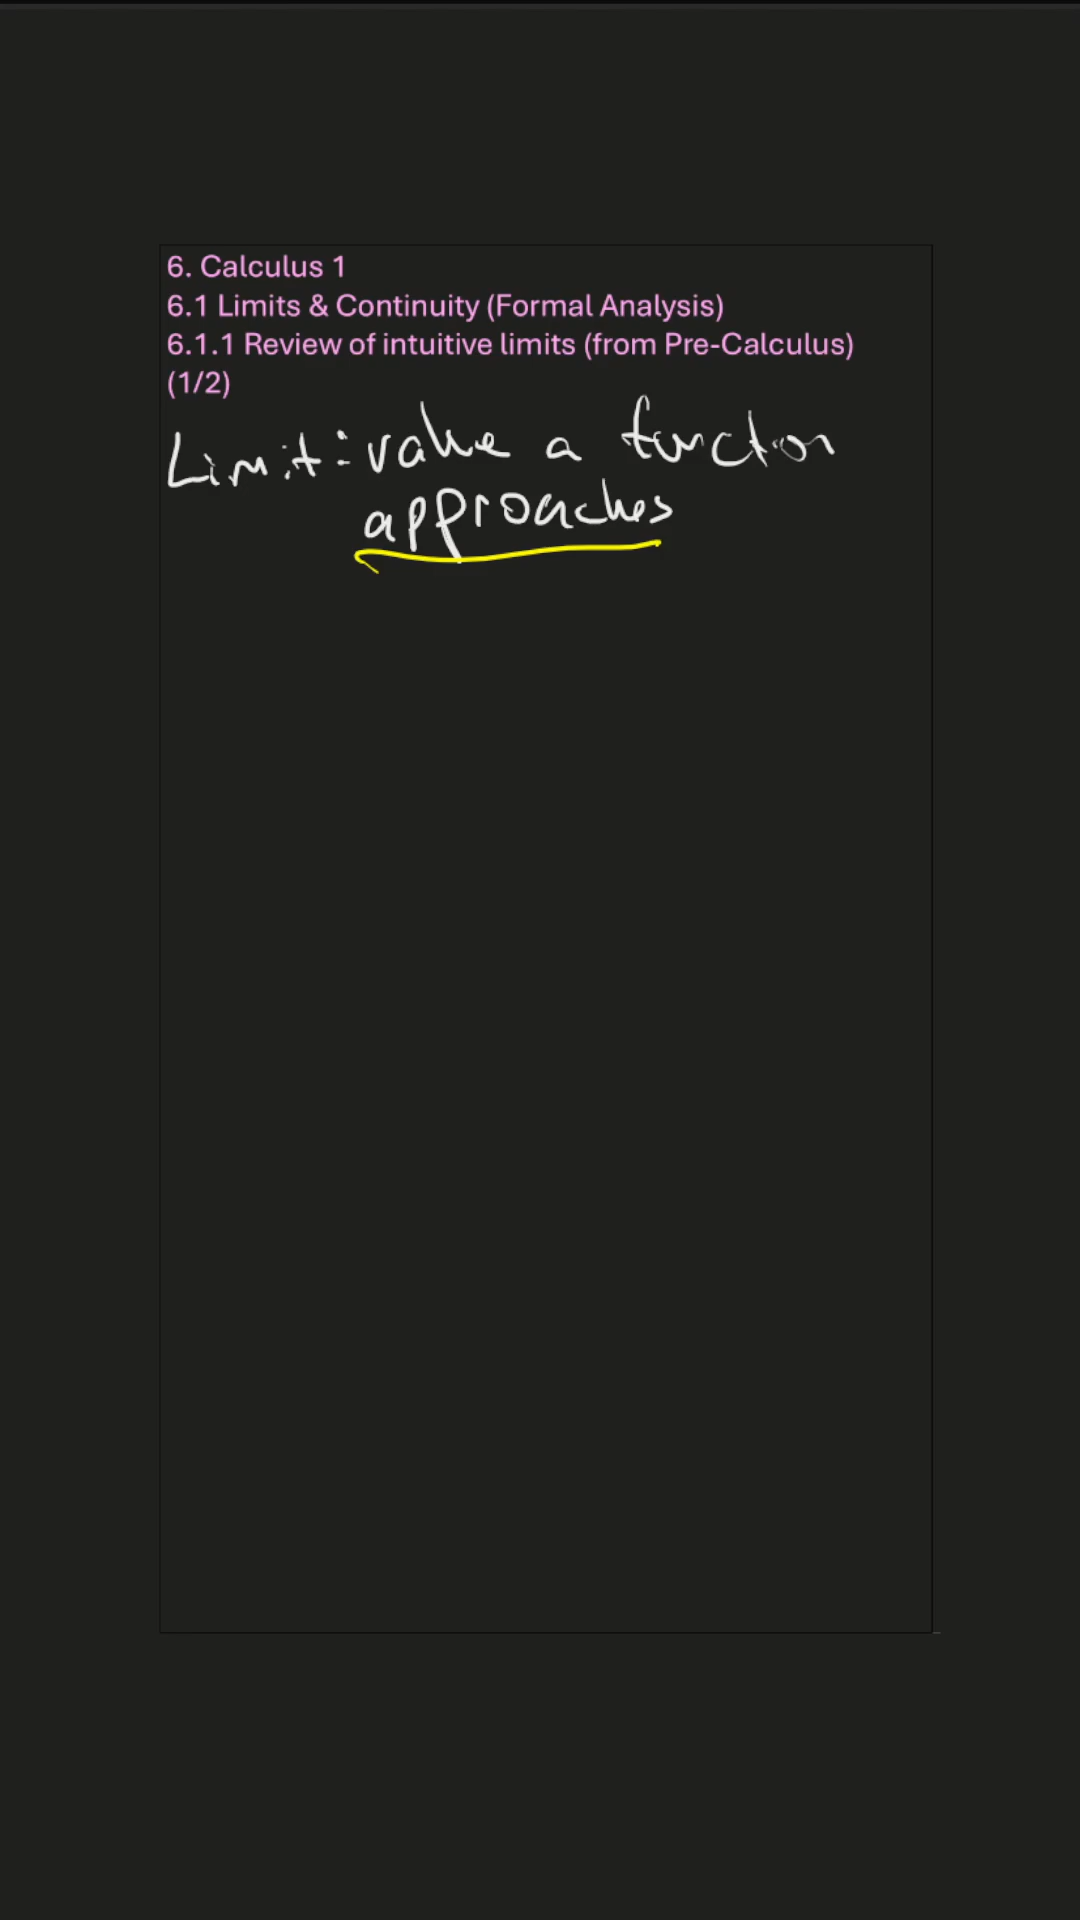 6. Calculus 1
6.1 Limits & Continuity (Formal Analysis)
6.1.1 Review of intuitive limits (from Pre-Calculus)
(1/2)
Limit: value a function
approaches